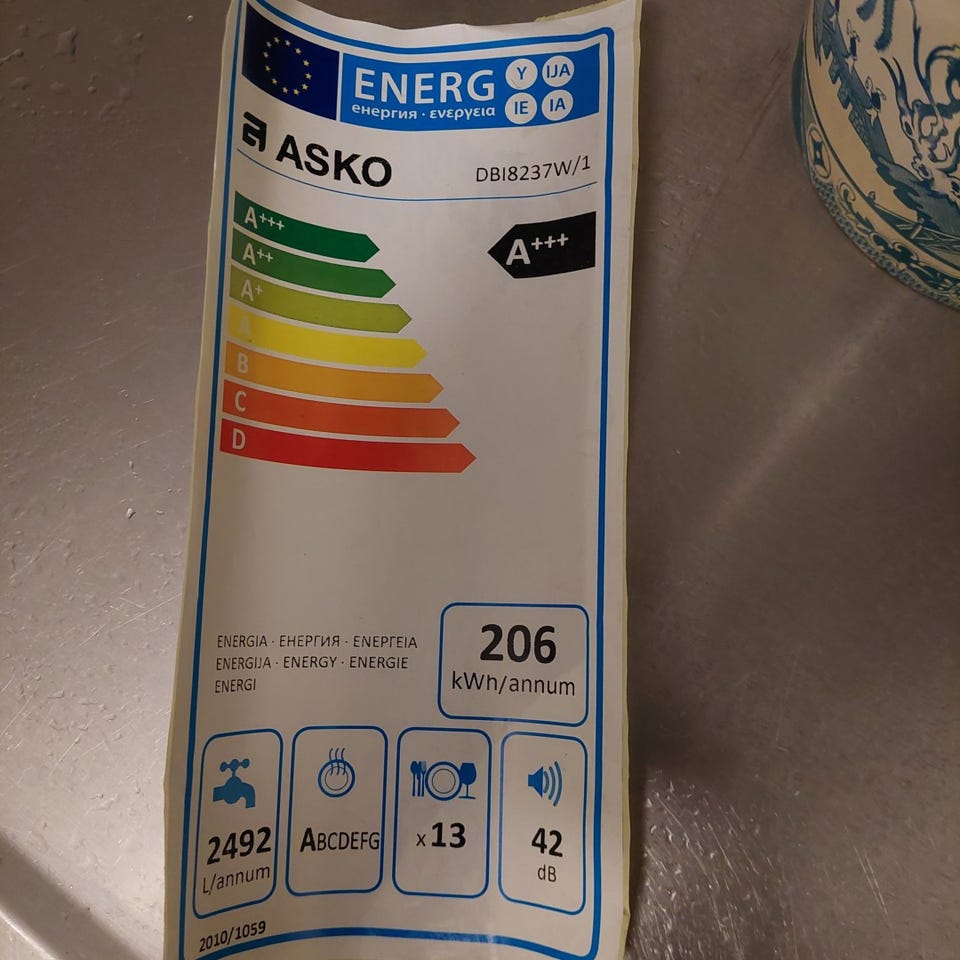 ENERG Y IJA
енергия · ενεργεια IE IA
ASKO
DBI8237W/1
A+++
A++
A+
A
B
C
D
A+++
ENERGIA · ЕНЕРГИЯ · ΕΝΕΡΓΕΙΑ
ENERGIJA · ENERGY · ENERGIE
ENERGI
206
kWh/annum
2492
L/annum
ABCDEFG
x 13
42
dB
2010/1059